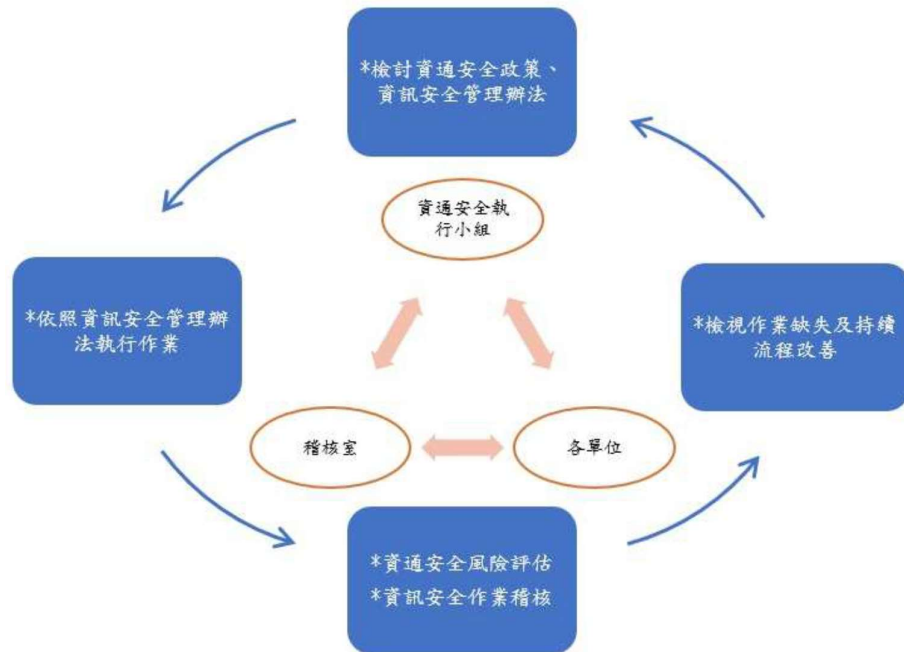 *檢討資通安全政策、
資訊安全管理辦法
資通安全執
行小組
*依照資訊安全管理辦
法執行作業
*檢視作業缺失及持續
流程改善
稽核室
各單位
*資通安全風險評估
*資訊安全作業稽核